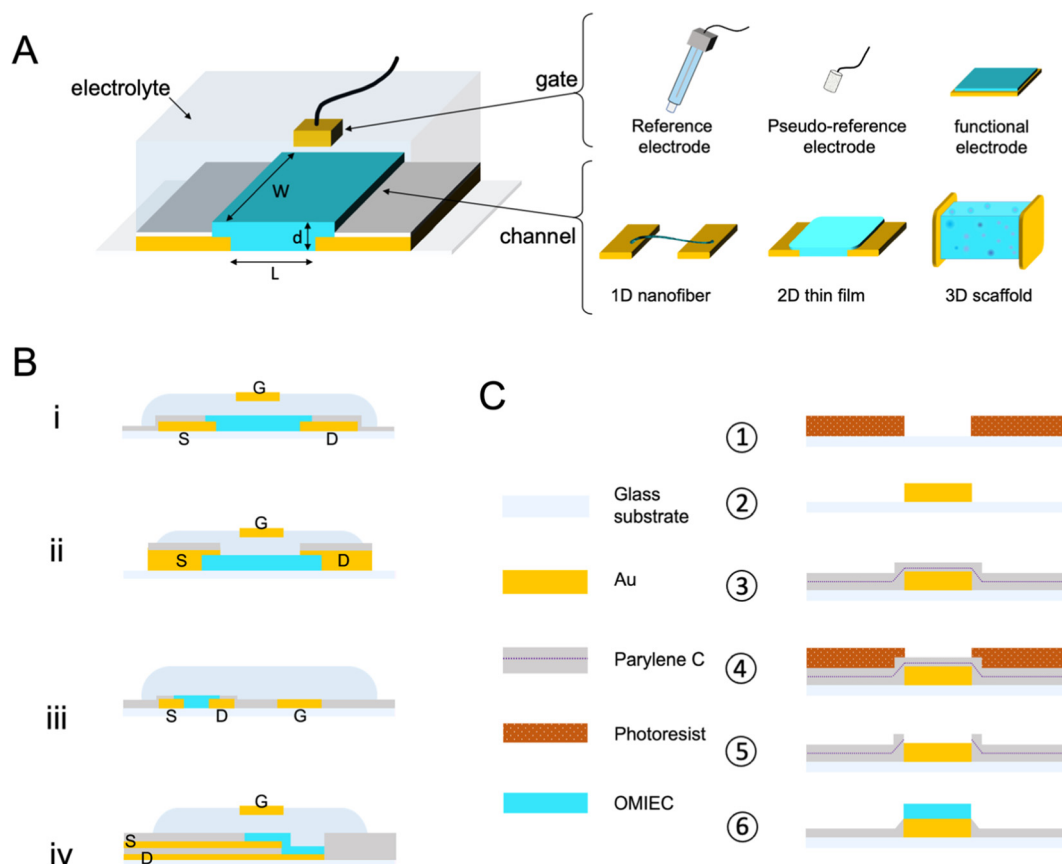 A
electrolyte
gate
W
d
L
channel
Reference
electrode
Pseudo-reference
electrode
functional
electrode
1D nanofiber
2D thin film
3D scaffold
B
i
G
S
D
ii
G
S
D
iii
S
D
G
iv
G
S
D
C
Glass
substrate
Au
Parylene C
Photoresist
OMIEC
①
②
③
④
⑤
⑥